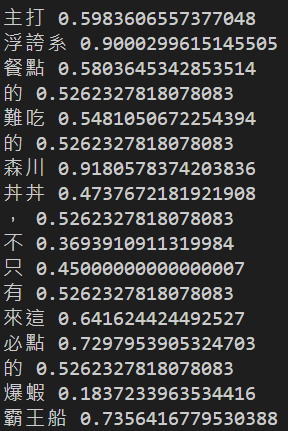 主打 0.5983606557377048
浮誇系 0.9000299615145505
餐點 0.5803645342853514
的 0.5262327818078083
難吃 0.5481050672254394
的 0.5262327818078083
森川 0.9180578374203836
丼丼 0.4737672181921908
， 0.5262327818078083
不 0.3693910911319984
只 0.45000000000000007
有 0.5262327818078083
來這 0.641624424492527
必點 0.7297953905324703
的 0.5262327818078083
爆蝦 0.1837233965353441​6
霸王船 0.7356416779530388